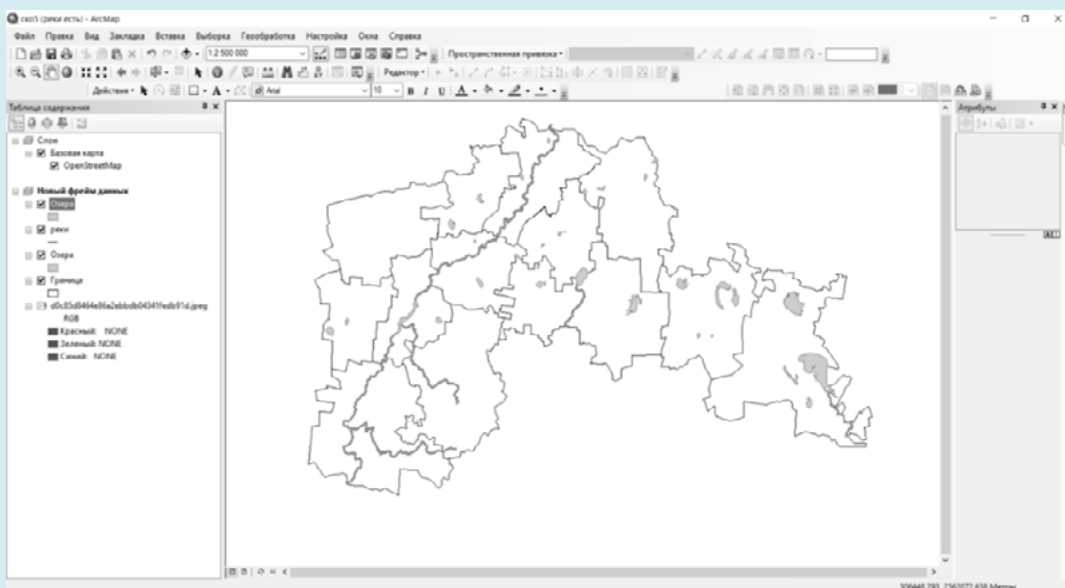 ско5 (реки есть) - ArcMap
Файл Правка Вид Закладка Вставка Выборка Геообработка Настройка Окна Справка
1:2 500 000
Пространственная привязка
Редактор
Действия
Arial
10
Таблица содержания
Слои
Базовая карта
OpenStreetMap
Новый фрейм данных
Озера
реки
Озера
Граница
RGB
Красный: NONE
Зеленый: NONE
Синий: NONE
Атрибуты
Метры